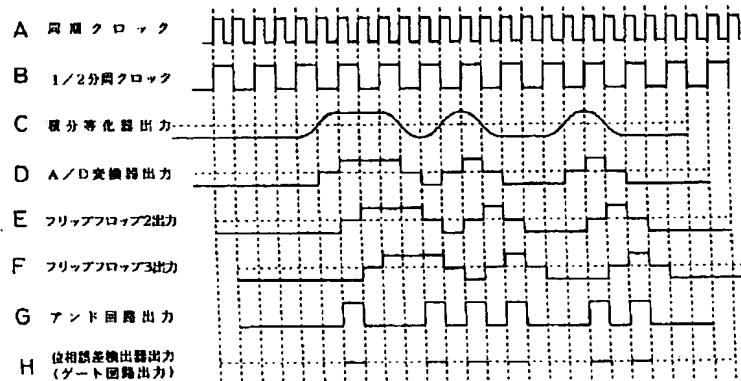 A 同期クロック
B 1/2分周クロック
C 積分等化器出力
D A/D変換器出力
E フリップフロップ2出力
F フリップフロップ3出力
G アンド回路出力
H 位相誤差検出器出力
(ゲート回路出力)